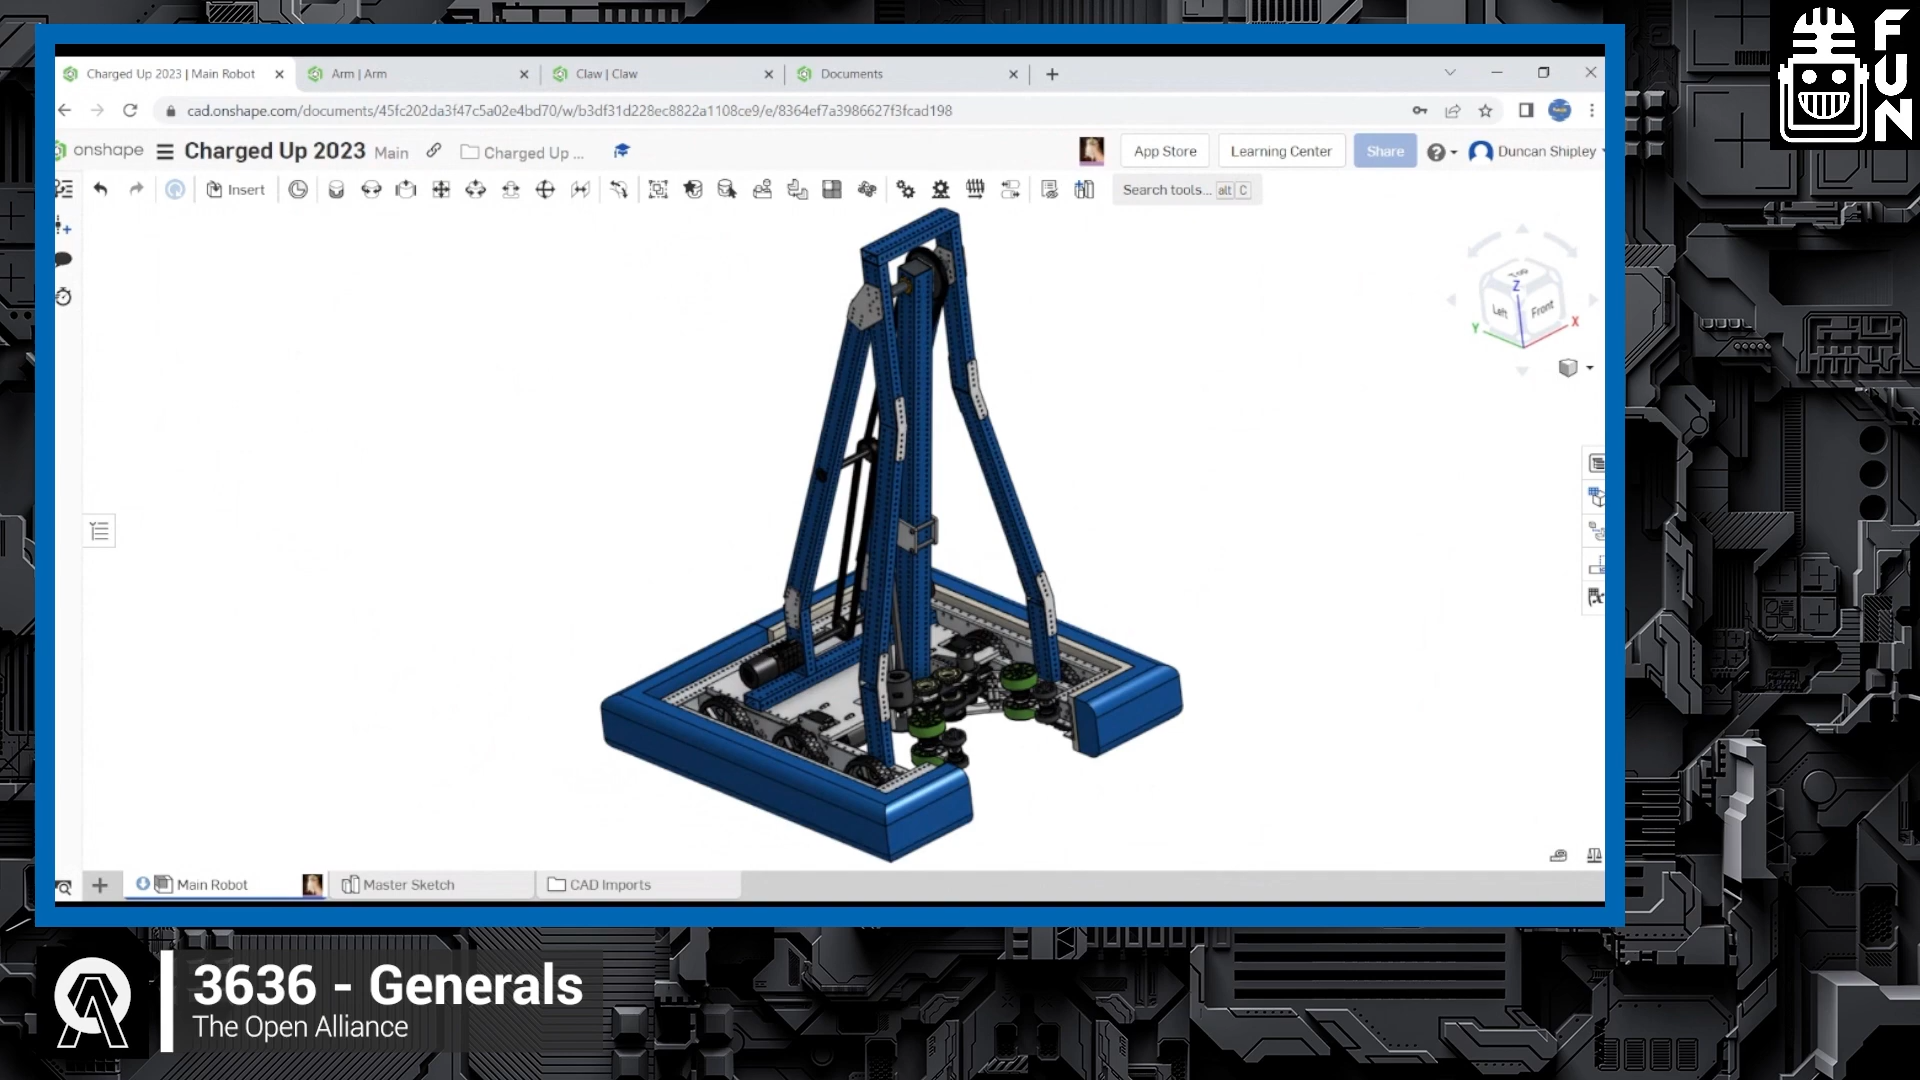 Charged Up 2023 | Main Robot
Arm | Arm
Claw | Claw
Documents
cad.onshape.com/documents/45fc202da3f47c5a02e4bd70/w/b3df31d228ec8822a1108ce9/e/8364ef7a3986627f3fcad198
onshape
Charged Up 2023 Main
Charged Up ...
App Store
Learning Center
Share
Duncan Shipley
Insert
Search tools... alt C
Top
Z
Left
Front
Y
X
Main Robot
Master Sketch
CAD Imports
3636 - Generals
The Open Alliance
FUN